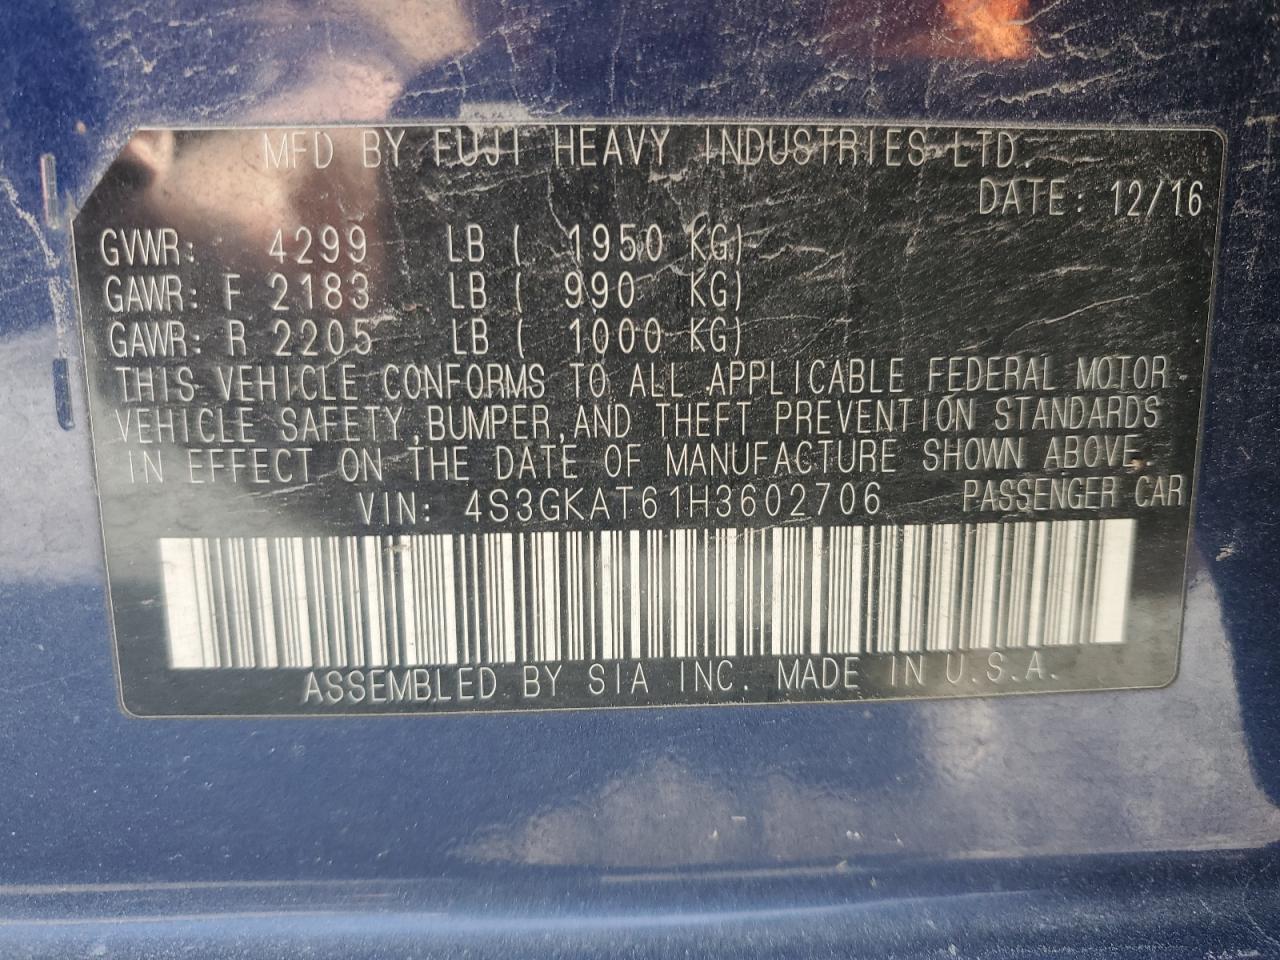 MFD BY FUJI HEAVY INDUSTRIES LTD.
DATE: 12/16
GVWR: 4299 LB ( 1950 KG)
GAWR: F 2183 LB ( 990 KG)
GAWR: R 2205 LB ( 1000 KG)
THIS VEHICLE CONFORMS TO ALL APPLICABLE FEDERAL MOTOR
VEHICLE SAFETY, BUMPER, AND THEFT PREVENTION STANDARDS
IN EFFECT ON THE DATE OF MANUFACTURE SHOWN ABOVE.
VIN: 4S3GKAT61H3602706 PASSENGER CAR
ASSEMBLED BY SIA INC. MADE IN U.S.A.